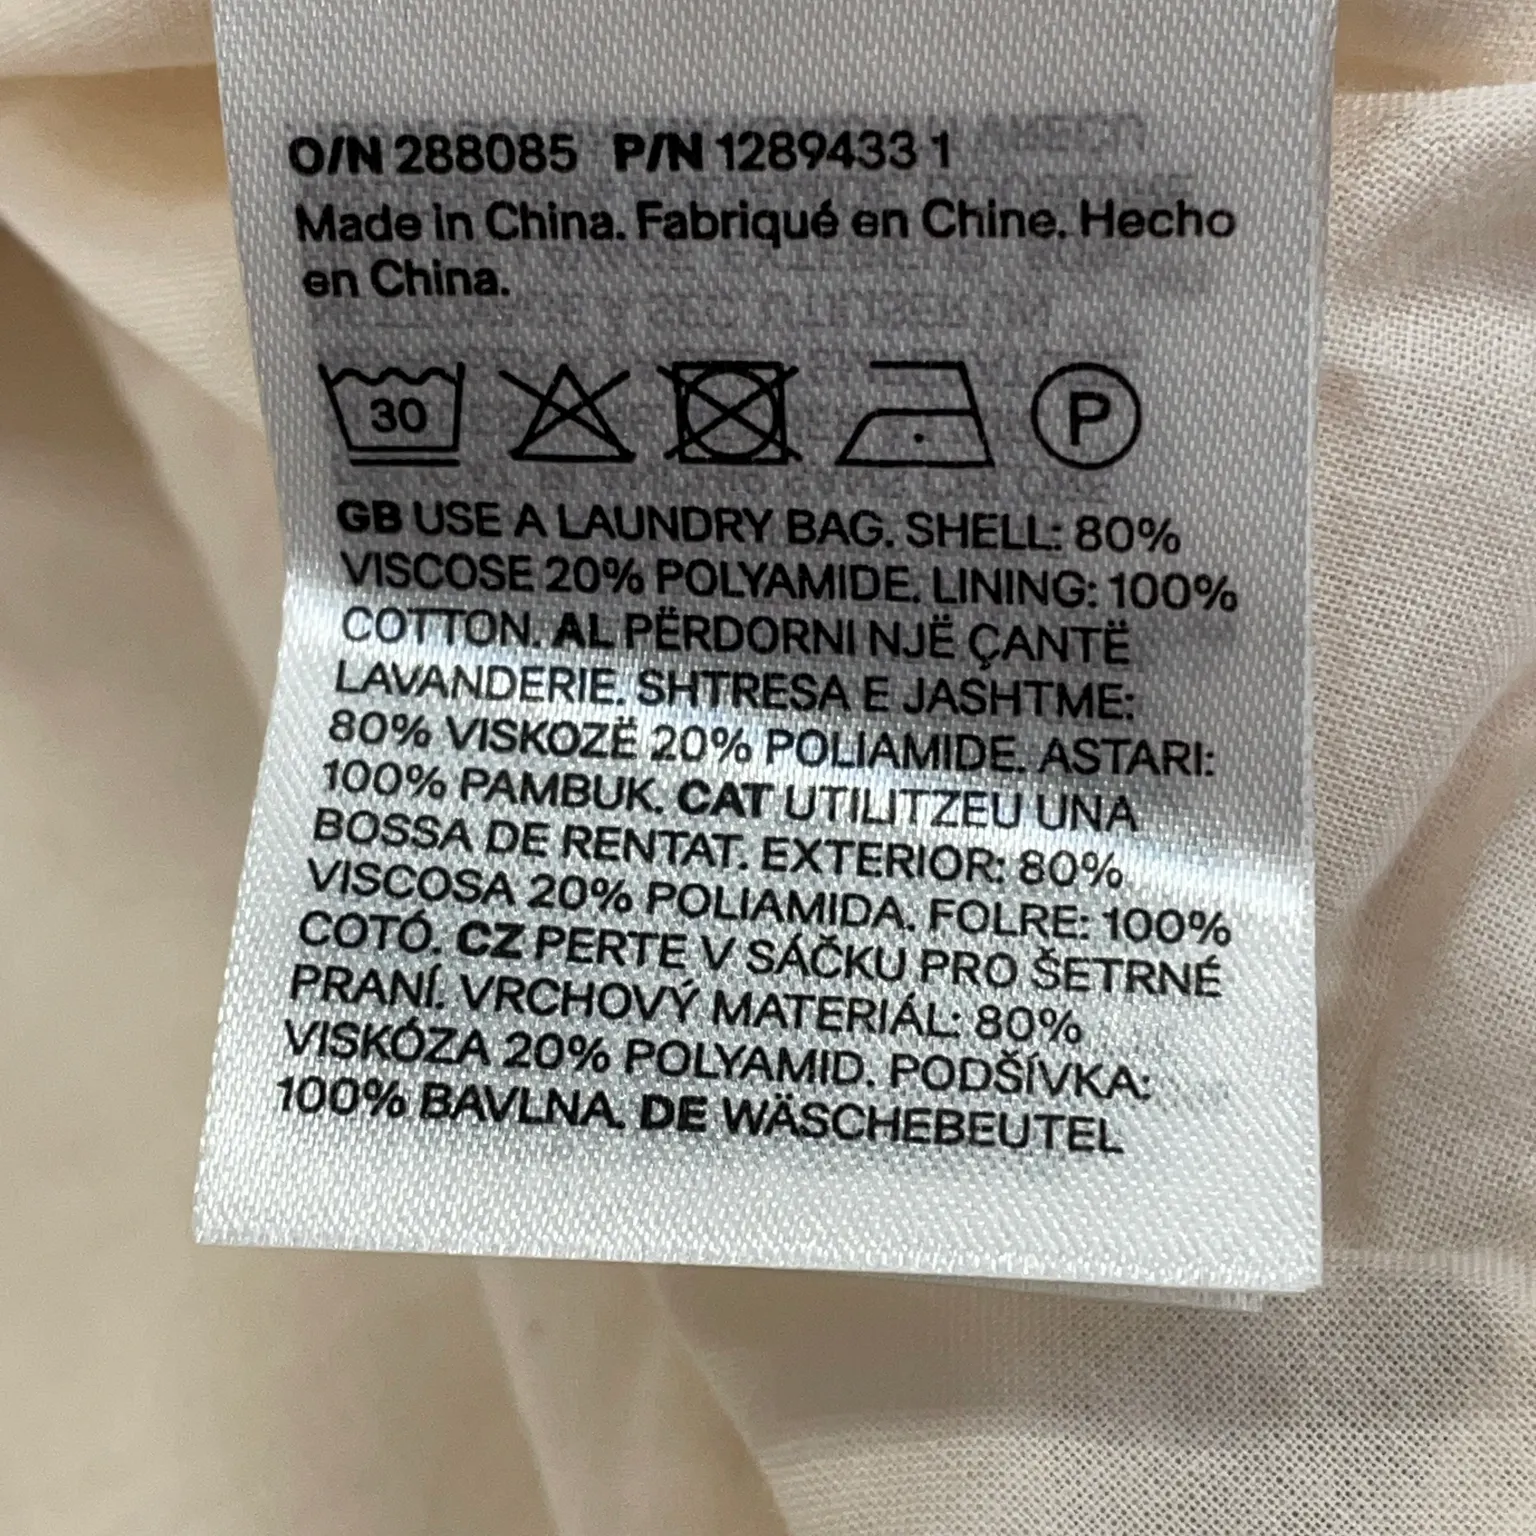 O/N 288085 P/N 1289433 1
Made in China. Fabriqué en Chine. Hecho
en China.
30 P
GB USE A LAUNDRY BAG. SHELL: 80%
VISCOSE 20% POLYAMIDE. LINING: 100%
COTTON. AL PËRDORNI NJË ÇANTË
LAVANDERIE. SHTRESA E JASHTME:
80% VISKOZË 20% POLIAMIDE. ASTARI:
100% PAMBUK. CAT UTILITZEU UNA
BOSSA DE RENTAT. EXTERIOR: 80%
VISCOSA 20% POLIAMIDA. FOLRE: 100%
COTÓ. CZ PERTE V SÁČKU PRO ŠETRNÉ
PRANÍ. VRCHOVÝ MATERIÁL: 80%
VISKÓZA 20% POLYAMID. PODŠÍVKA:
100% BAVLNA. DE WÄSCHEBEUTEL